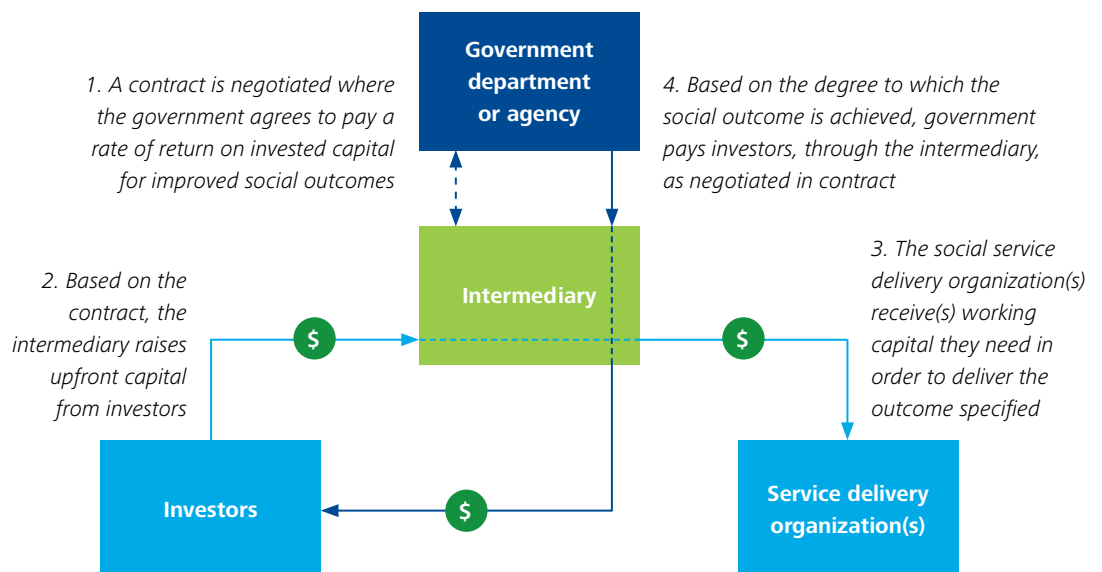 Government
department
or agency
1. A contract is negotiated where
the government agrees to pay a
rate of return on invested capital
for improved social outcomes
4. Based on the degree to which the
social outcome is achieved, government
pays investors, through the intermediary,
as negotiated in contract
2. Based on the
contract, the
intermediary raises
upfront capital
from investors
$
Intermediary
$
3. The social service
delivery organization(s)
receive(s) working
capital they need in
order to deliver the
outcome specified
Investors
$
Service delivery
organization(s)